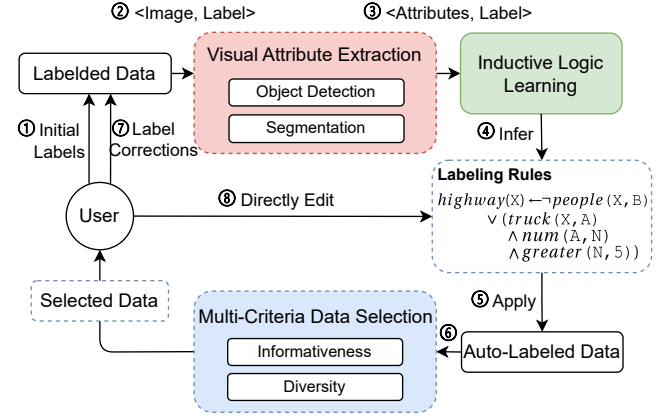 ② <Image, Label>
③ <Attributes, Label>
Labelded Data
Visual Attribute Extraction
Object Detection
Segmentation
Inductive Logic
Learning
① Initial
Labels
⑦ Label
Corrections
④ Infer
Labeling Rules
highway(X) ←¬people(X,B)
∨(truck(X,A)
∧num(A,N)
∧greater(N,5))
User
⑧ Directly Edit
Selected Data
⑤ Apply
Multi-Criteria Data Selection
Informativeness
Diversity
⑥
Auto-Labeled Data